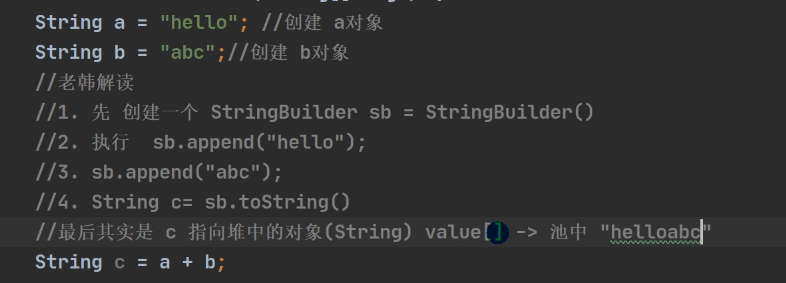 String a = "hello"; //创建 a对象
String b = "abc";//创建 b对象
//老韩解读
//1. 先 创建一个 StringBuilder sb = StringBuilder()
//2. 执行  sb.append("hello");
//3. sb.append("abc");
//4. String c= sb.toString()
//最后其实是 c 指向堆中的对象(String) value[] -> 池中 "helloabc"
String c = a + b;